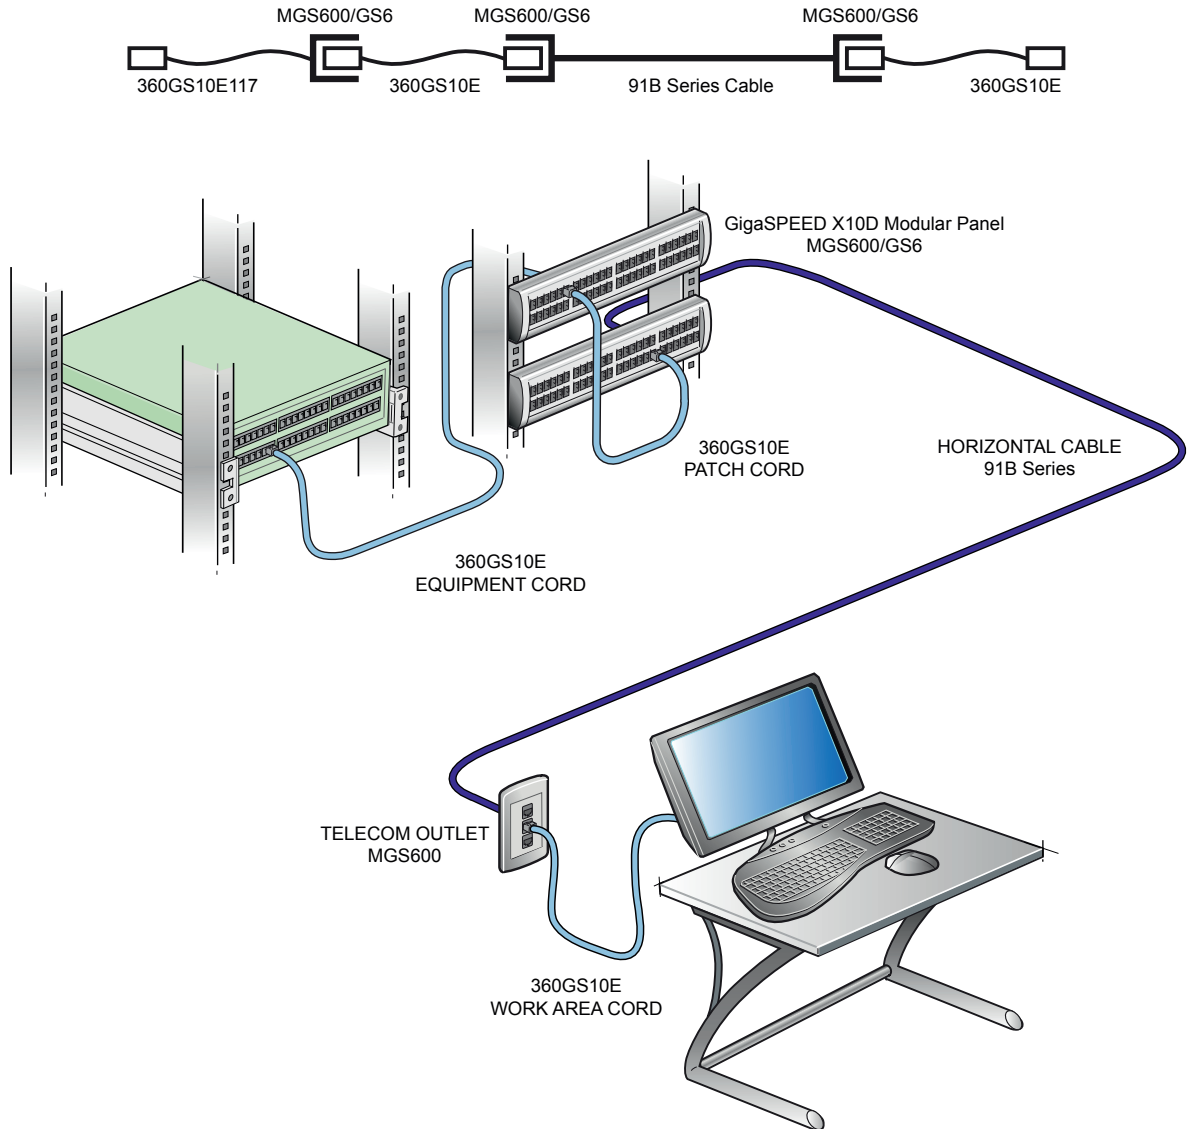 MGS600/GS6
MGS600/GS6
MGS600/GS6
360GS10E117
360GS10E
91B Series Cable
360GS10E
GigaSPEED X10D Modular Panel
MGS600/GS6
360GS10E
PATCH CORD
HORIZONTAL CABLE
91B Series
360GS10E
EQUIPMENT CORD
TELECOM OUTLET
MGS600
360GS10E
WORK AREA CORD